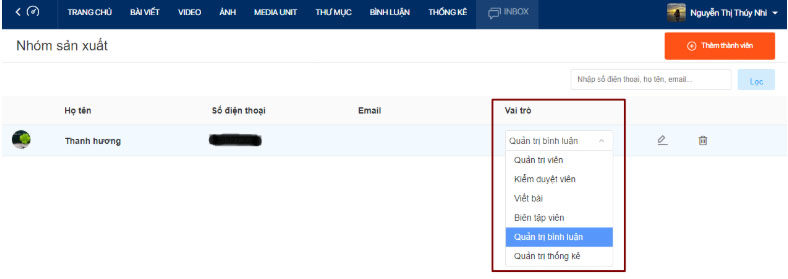 TRANG CHỦ BÀI VIẾT VIDEO ẢNH MEDIA UNIT THƯ MỤC BÌNH LUẬN THỐNG KÊ INBOX Nguyễn Thị Thúy Nhi
Nhóm sản xuất Thêm thành viên
Nhập số điện thoại, họ tên, email... Lọc
Họ tên Số điện thoại Email Vai trò
Thanh hương Quản trị bình luận
Quản trị viên
Kiểm duyệt viên
Viết bài
Biên tập viên
Quản trị bình luận
Quản trị thống kê